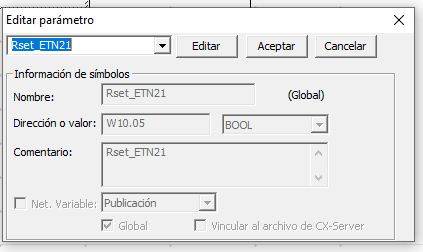 Editar parámetro
Rset_ETN21
Editar
Aceptar
Cancelar
Información de símbolos
Nombre:
Rset_ETN21
(Global)
Dirección o valor:
W10.05
BOOL
Comentario:
Rset_ETN21
Net. Variable:
Publicación
Global
Vincular al archivo de CX-Server